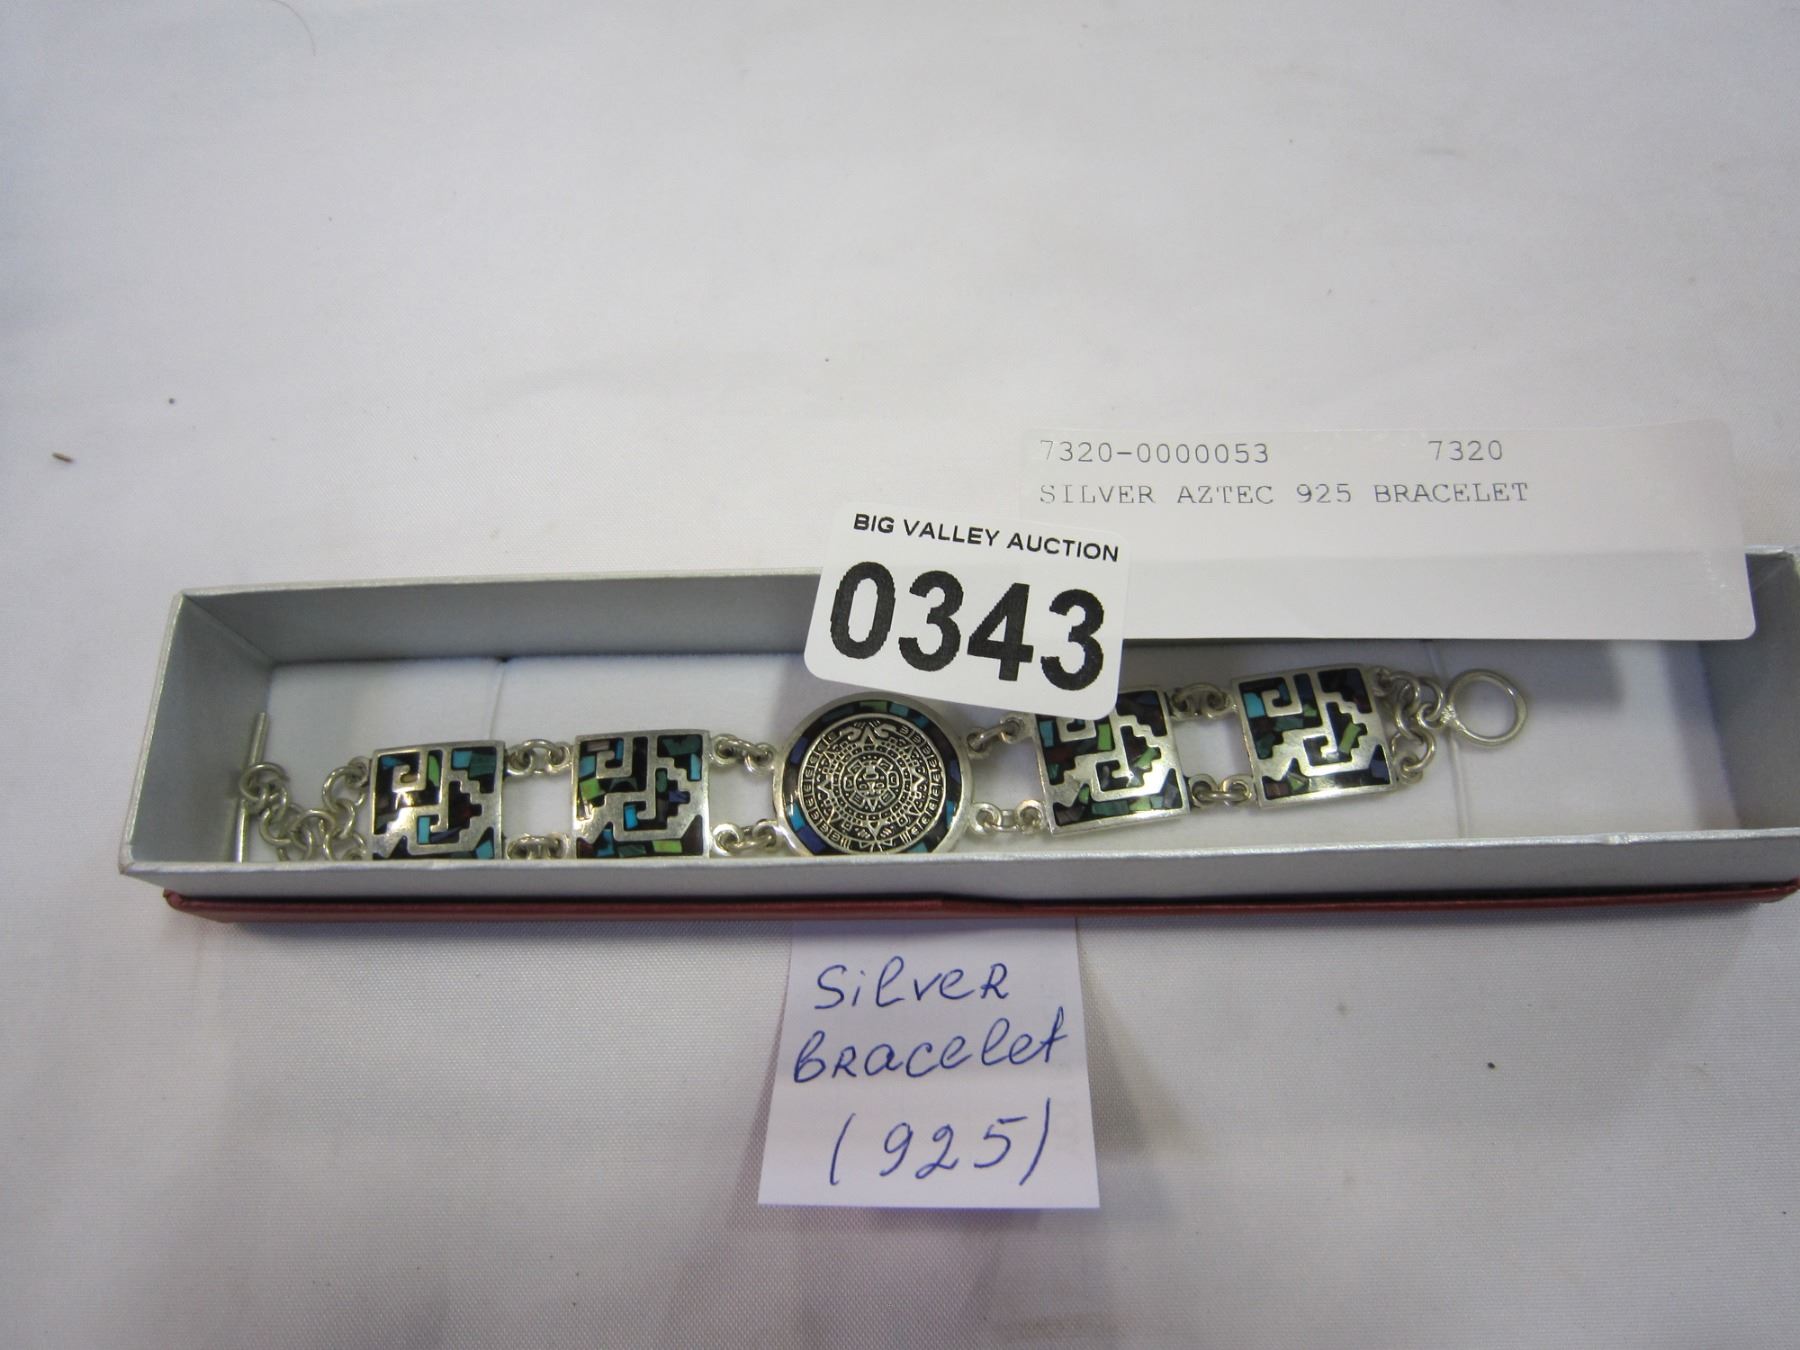 7320-0000053 7320
SILVER AZTEC 925 BRACELET
BIG VALLEY AUCTION
0343
Silver
Bracelet
(925)